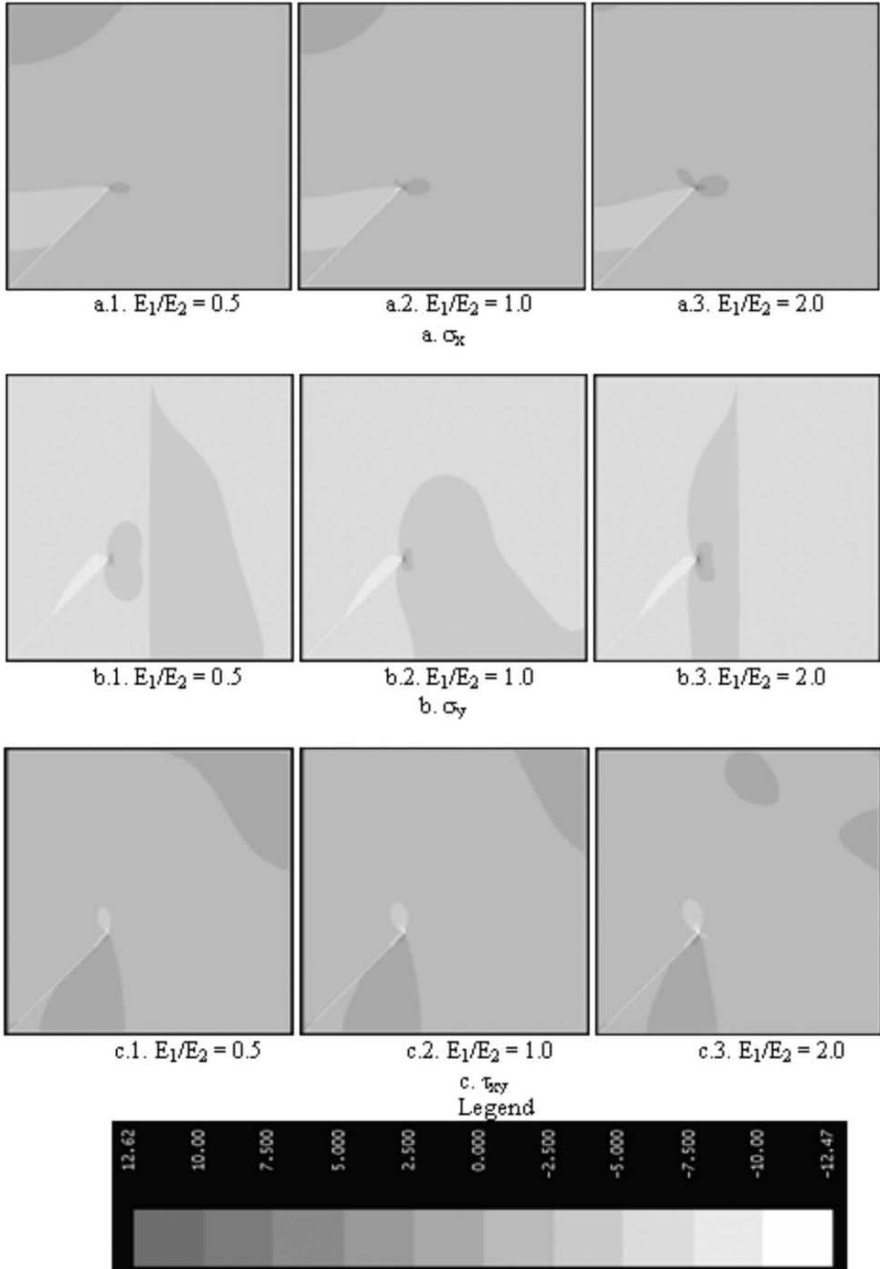 a.1. E₁/E₂ = 0.5 a.2. E₁/E₂ = 1.0 a.3. E₁/E₂ = 2.0
a. σₓ
b.1. E₁/E₂ = 0.5 b.2. E₁/E₂ = 1.0 b.3. E₁/E₂ = 2.0
b. σy
c.1. E₁/E₂ = 0.5 c.2. E₁/E₂ = 1.0 c.3. E₁/E₂ = 2.0
c. τxy
Legend
12.62 10.00 7.500 5.000 2.500 0.000 -2.500 -5.000 -7.500 -10.00 -12.47